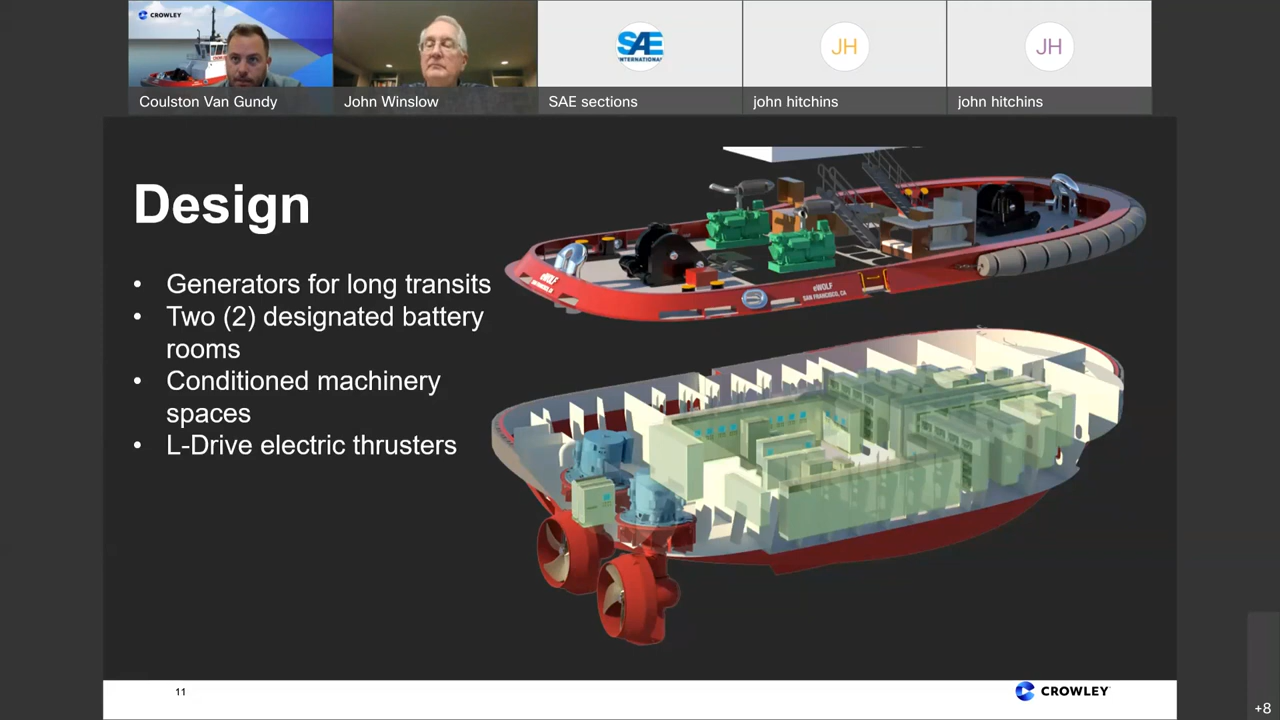 CROWLEY
SAE
INTERNATIONAL
JH
JH
Coulston Van Gundy
John Winslow
SAE sections
john hitchins
john hitchins
Design
• Generators for long transits
• Two (2) designated battery
rooms
• Conditioned machinery
spaces
• L-Drive electric thrusters
eWOLF
eWOLF
SAN FRANCISCO, CA
11
CROWLEY
+8